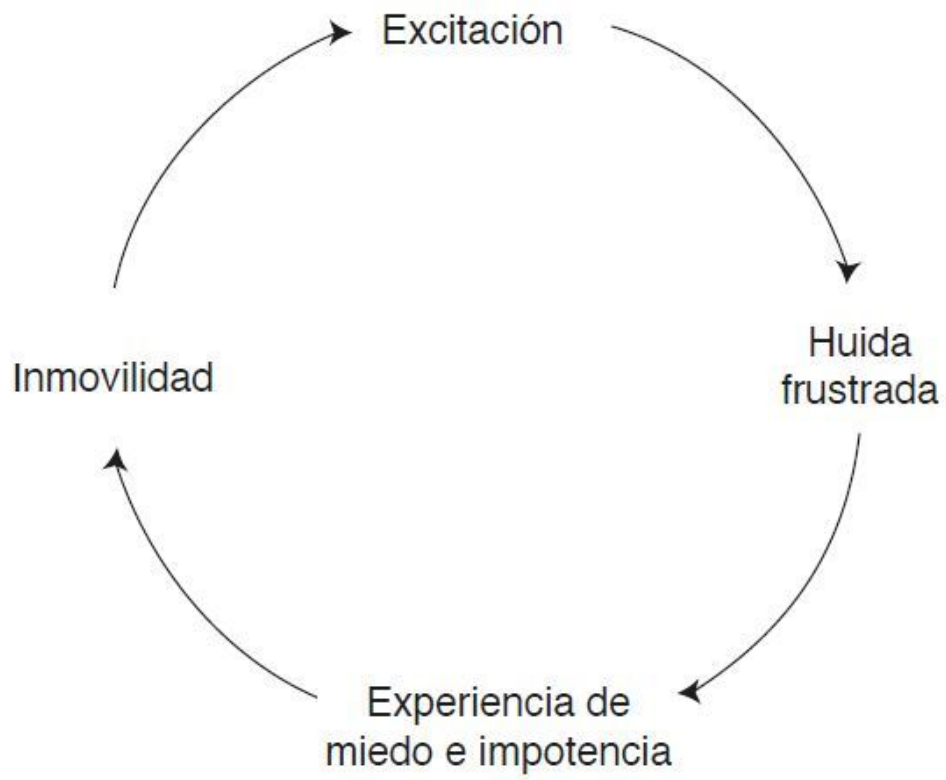 Excitación
Huida
frustrada
Experiencia de
miedo e impotencia
Inmovilidad